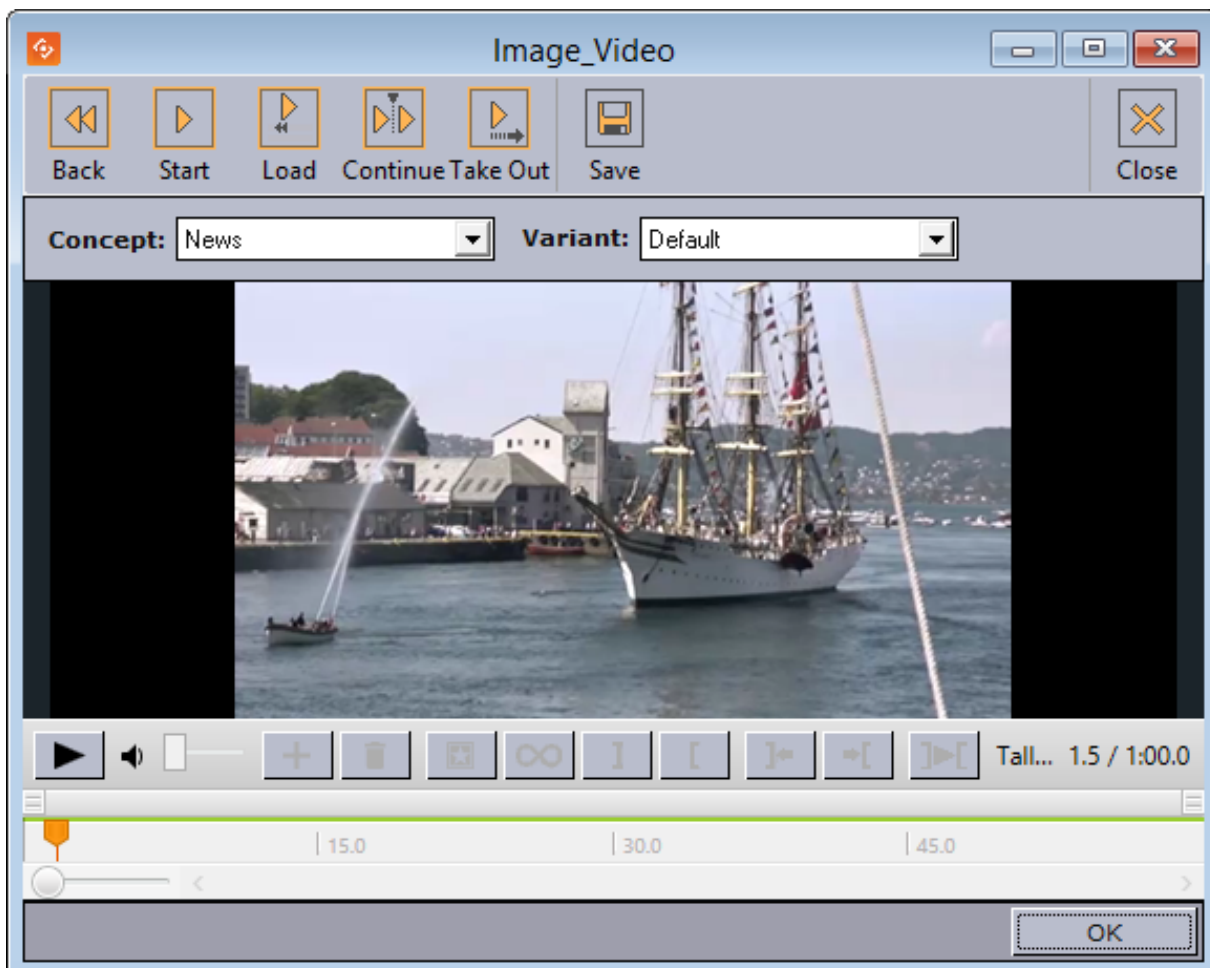 Image_Video
Back Start Load Continue Take Out Save Close
Concept: News Variant: Default
Tall... 1.5 / 1:00.0
15.0 30.0 45.0
OK